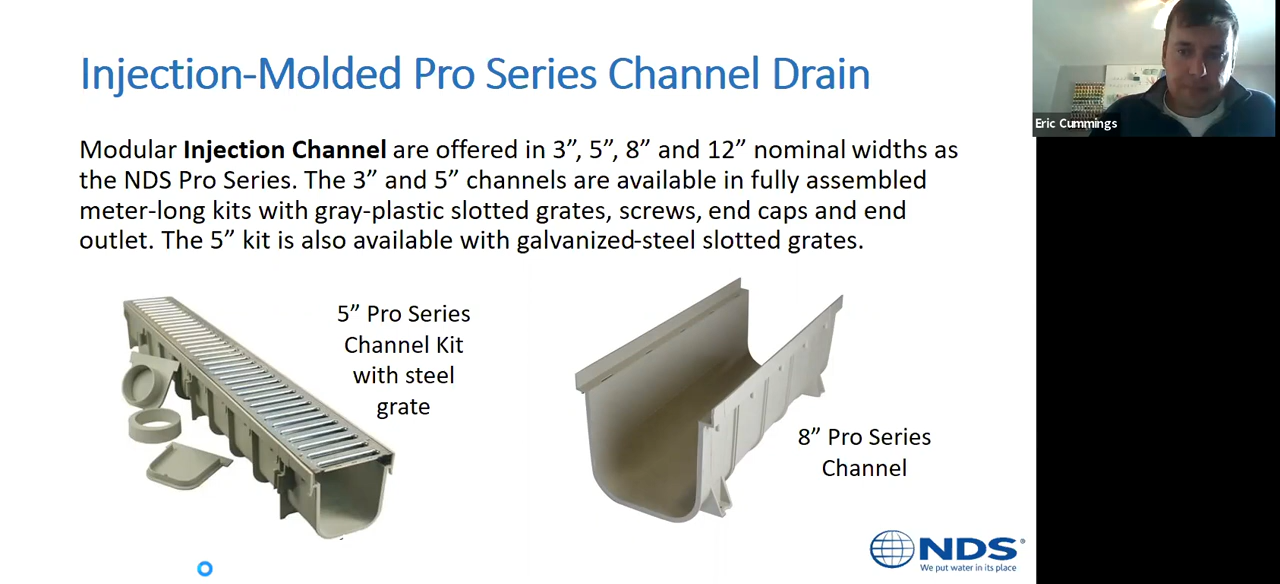 Injection-Molded Pro Series Channel Drain
Modular Injection Channel are offered in 3”, 5”, 8” and 12” nominal widths as
the NDS Pro Series. The 3” and 5” channels are available in fully assembled
meter-long kits with gray-plastic slotted grates, screws, end caps and end
outlet. The 5” kit is also available with galvanized-steel slotted grates.
5” Pro Series
Channel Kit
with steel
grate
8” Pro Series
Channel
NDS®
We put water in its place
Eric Cummings